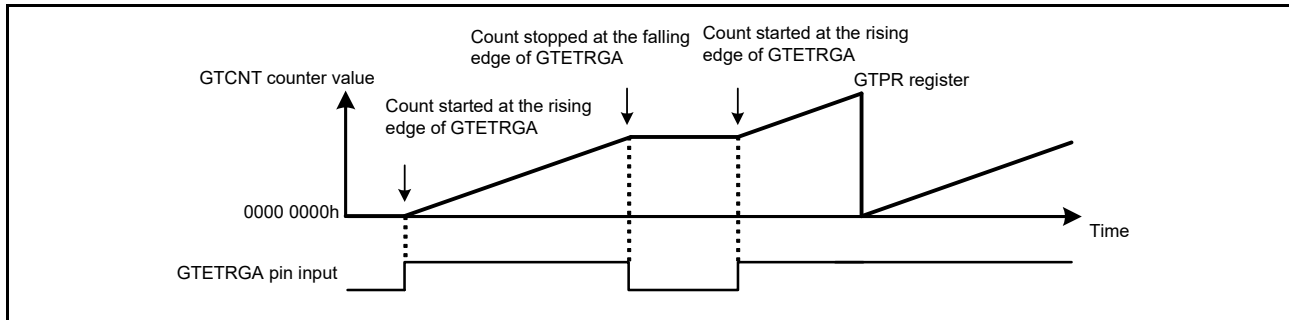 Count stopped at the falling
edge of GTETRGA
Count started at the rising
edge of GTETRGA
GTCNT counter value
GTPR register
Count started at the rising
edge of GTETRGA
0000 0000h
Time
GTETRGA pin input